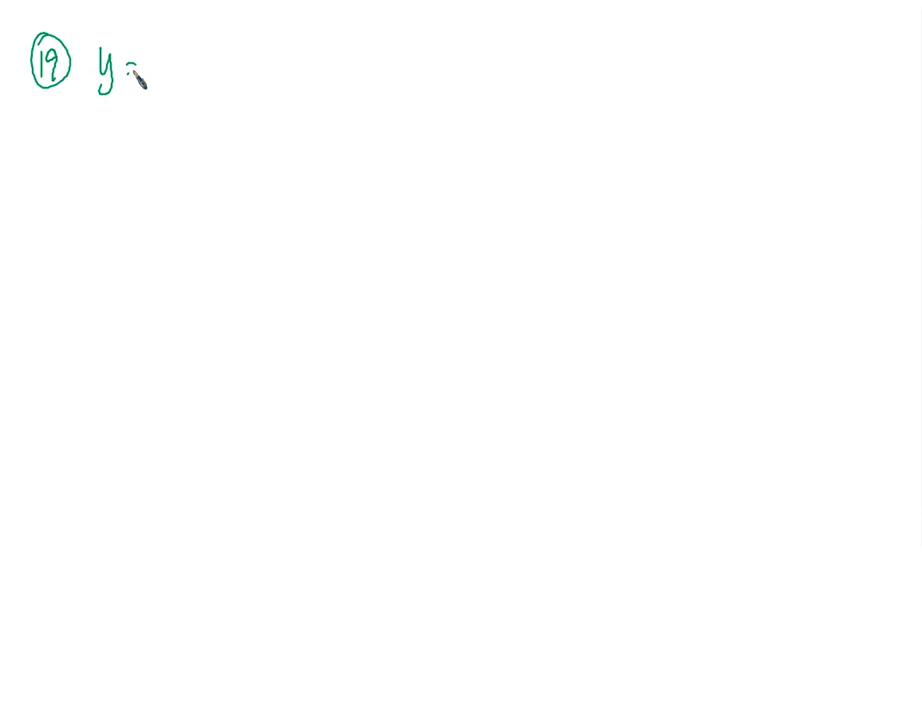 ⑲ y =